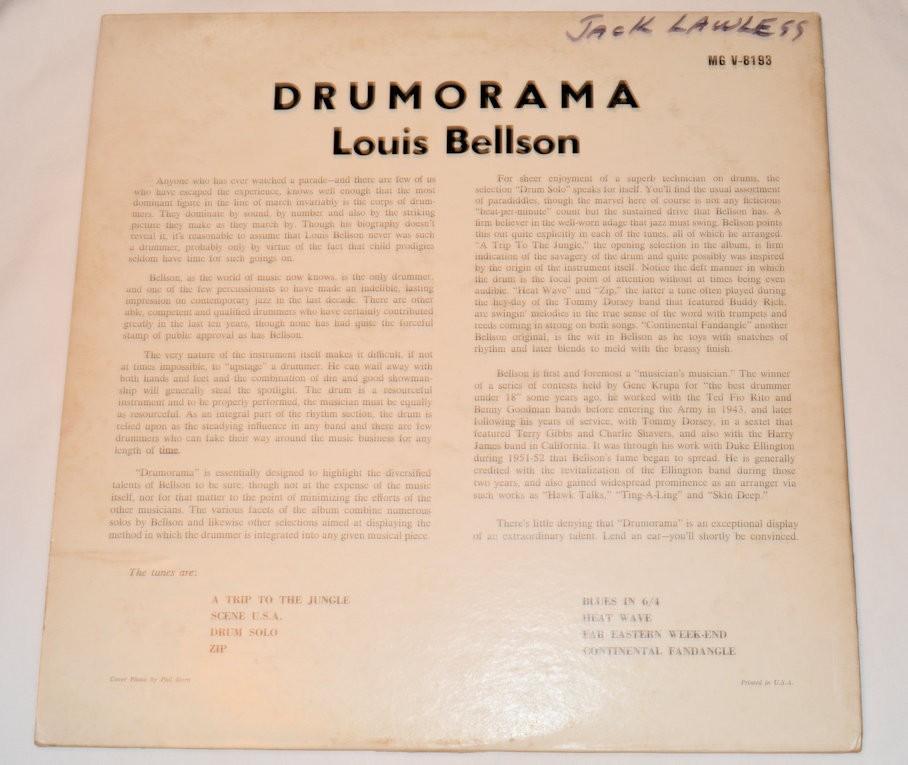 JACK LAWLESS
MG V-8193
DRUMORAMA
Louis Bellson
Anyone who has ever watched a parade—and there are few of us
who have escaped the experience, knows well enough that the most
dominant figure in the line of march invariably is the corps of drum-
mers. They dominate by sound, by number and also by the striking
picture they make as they march by. Though his biography doesn't
reveal it, it's reasonable to assume that Louis Bellson never was such
a drummer, probably only by virtue of the fact that child prodigies
seldom have time for such goings on.
Bellson, as the world of music now knows, is the only drummer,
and one of the few percussionists to have made an indelible, lasting
impression on contemporary jazz in the last decade. There are other
able, competent and qualified drummers who have certainly contributed
greatly in the last ten years, though none has had quite the forceful
stamp of public approval as has Bellson.
The very nature of the instrument itself makes it difficult, if not
at times impossible, to "upstage" a drummer. He can wail away with
both hands and feet and the combination of din and good showman-
ship will generally steal the spotlight. The drum is a resourceful
instrument and to be properly performed, the musician must be equally
as resourceful. As an integral part of the rhythm section, the drum is
relied upon as the steadying influence in any band and there are few
drummers who can fake their way around the music business for any
length of time.
"Drumorama" is essentially designed to highlight the diversified
talents of Bellson to be sure, though not at the expense of the music
itself, nor for that matter to the point of minimizing the efforts of the
other musicians. The various facets of the album combine numerous
solos by Bellson and likewise other selections aimed at displaying the
method in which the drummer is integrated into any given musical piece.
For sheer enjoyment of a superb technician on drums, the
selection "Drum Solo" speaks for itself. You'll find the usual assortment
of paradiddles, though the marvel here of course is not any ficticious
"beat-per-minute" count but the sustained drive that Bellson has. A
firm believer in the well-worn adage that jazz must swing, Bellson points
this out quite explicitly in each of the tunes, all of which he arranged.
"A Trip To The Jungle," the opening selection in the album, is firm
indication of the savagery of the drum and quite possibly was inspired
by the origin of the instrument itself. Notice the deft manner in which
the drum is the focal point of attention without at times being even
audible. "Heat Wave" and "Zip," the latter a tune often played during
the hey-day of the Tommy Dorsey band that featured Buddy Rich,
are swingin' melodies in the true sense of the word with trumpets and
reeds coming in strong on both songs. "Continental Fandangle" another
Bellson original, is the wit in Bellson as he toys with snatches of
rhythm and later blends to meld with the brassy finish.
Bellson is first and foremost a "musician's musician." The winner
of a series of contests held by Gene Krupa for "the best drummer
under 18" some years ago, he worked with the Ted Fio Rito and
Benny Goodman bands before entering the Army in 1943, and later
following his years of service, with Tommy Dorsey, in a sextet that
featured Terry Gibbs and Charlie Shavers, and also with the Harry
James band in California. It was through his work with Duke Ellington
during 1951-52 that Bellson's fame began to spread. He is generally
credited with the revitalization of the Ellington band during those
two years, and also gained widespread prominence as an arranger via
such works as "Hawk Talks," "Ting-A-Ling" and "Skin Deep."
There's little denying that "Drumorama" is an exceptional display
of an extraordinary talent. Lend an ear—you'll shortly be convinced.
The tunes are:
A TRIP TO THE JUNGLE
SCENE U.S.A.
DRUM SOLO
ZIP
BLUES IN 6/4
HEAT WAVE
FAR EASTERN WEEK-END
CONTINENTAL FANDANGLE
Cover Photo by Phil Stern
Printed in U.S.A.